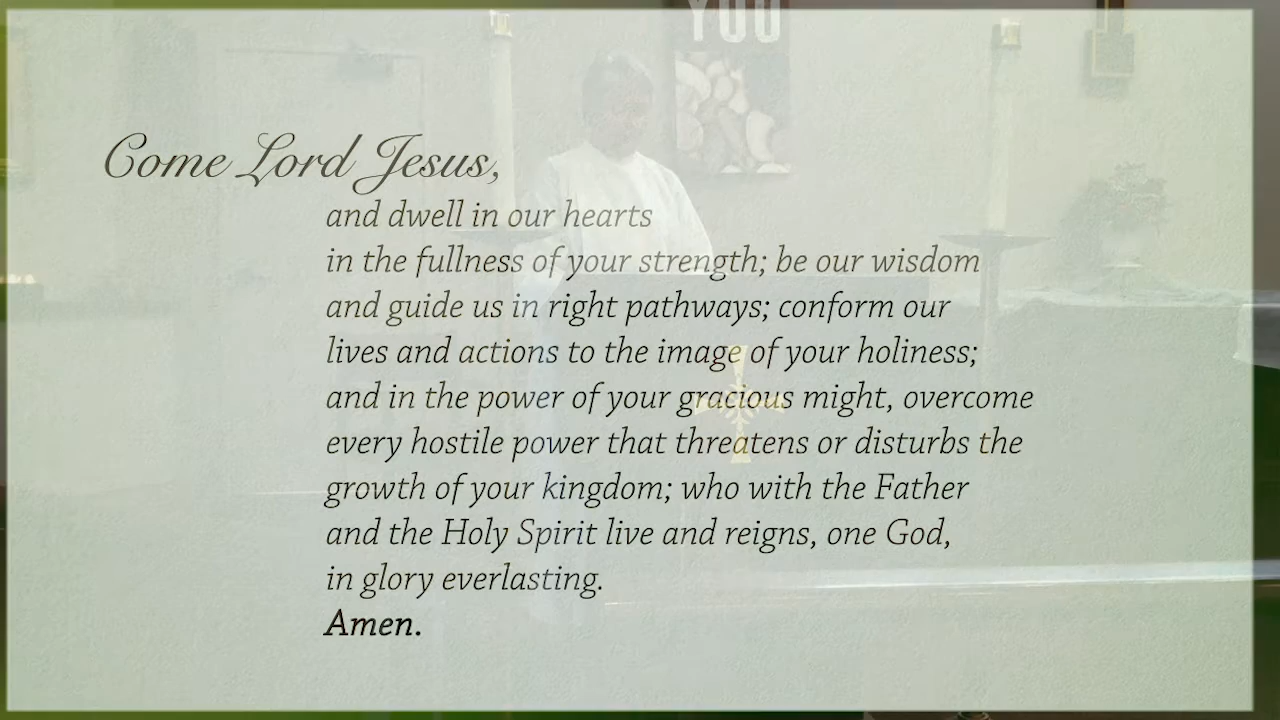 YOU
Come Lord Jesus,
and dwell in our hearts
in the fullness of your strength; be our wisdom
and guide us in right pathways; conform our
lives and actions to the image of your holiness;
and in the power of your gracious might, overcome
every hostile power that threatens or disturbs the
growth of your kingdom; who with the Father
and the Holy Spirit live and reigns, one God,
in glory everlasting.
Amen.